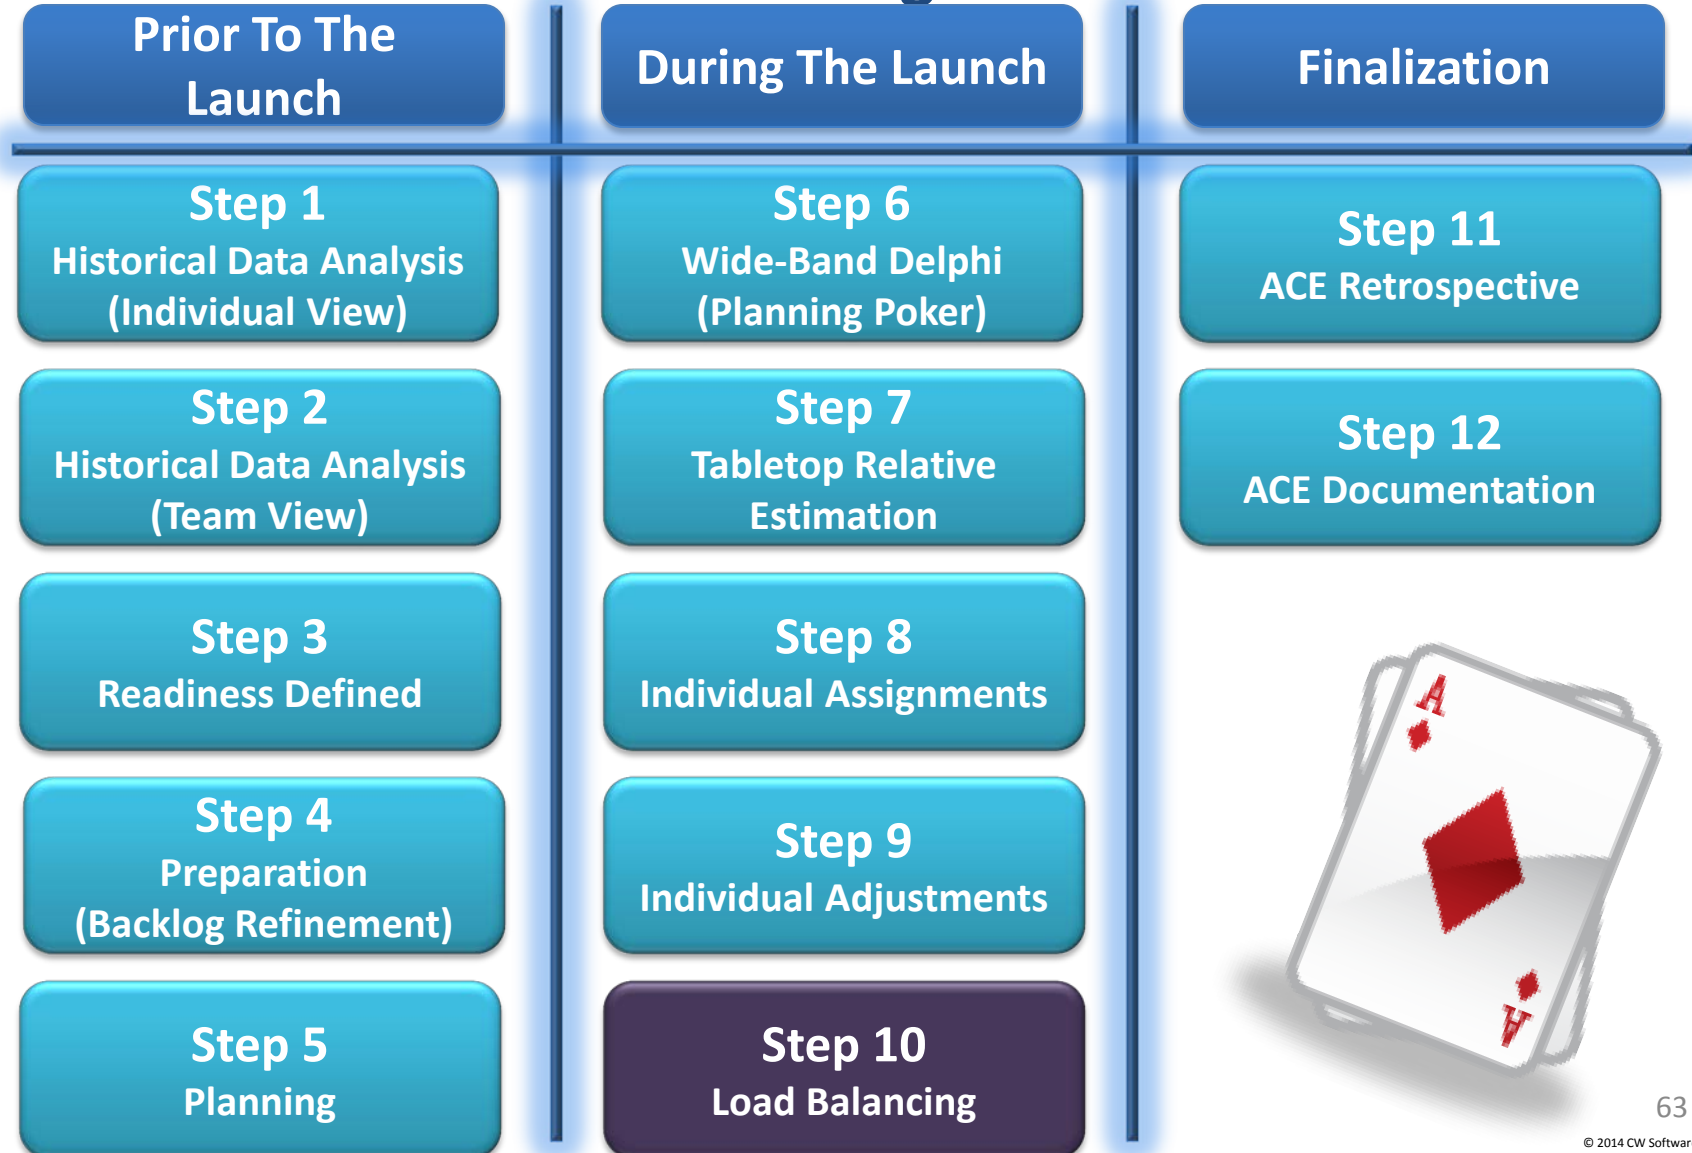 Prior To The
Launch
During The Launch
Finalization
Step 1
Historical Data Analysis
(Individual View)
Step 2
Historical Data Analysis
(Team View)
Step 3
Readiness Defined
Step 4
Preparation
(Backlog Refinement)
Step 5
Planning
Step 6
Wide-Band Delphi
(Planning Poker)
Step 7
Tabletop Relative
Estimation
Step 8
Individual Assignments
Step 9
Individual Adjustments
Step 10
Load Balancing
Step 11
ACE Retrospective
Step 12
ACE Documentation
A
A
63
© 2014 CW Softwar